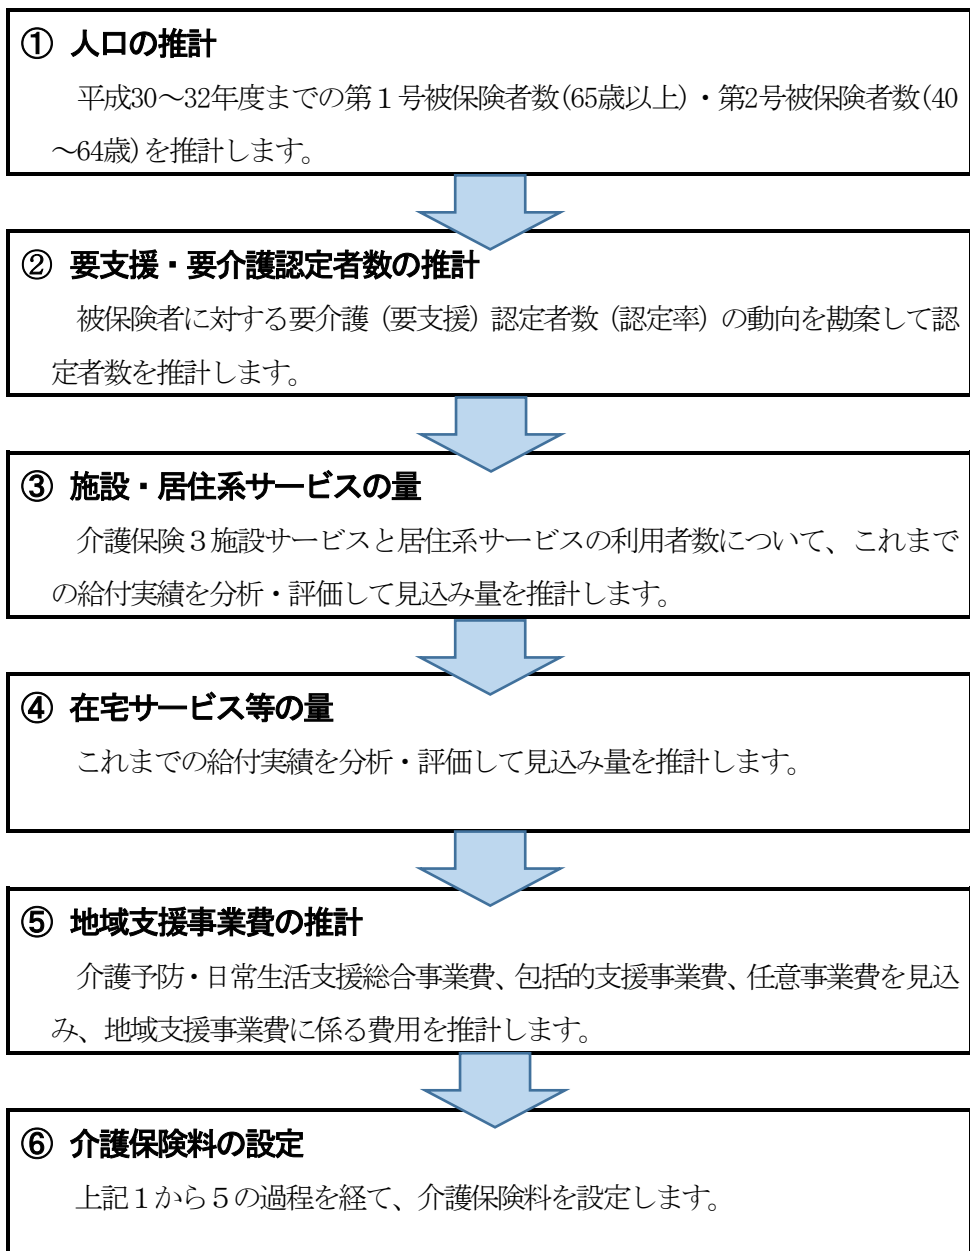 ① 人口の推計
平成30～32年度までの第１号被保険者数(65歳以上)・第2号被保険者数(40
～64歳)を推計します。
② 要支援・要介護認定者数の推計
被保険者に対する要介護（要支援）認定者数（認定率）の動向を勘案して認
定者数を推計します。
③ 施設・居住系サービスの量
介護保険３施設サービスと居住系サービスの利用者数について、これまで
の給付実績を分析・評価して見込み量を推計します。
④ 在宅サービス等の量
これまでの給付実績を分析・評価して見込み量を推計します。
⑤ 地域支援事業費の推計
介護予防・日常生活支援総合事業費、包括的支援事業費、任意事業費を見込
み、地域支援事業費に係る費用を推計します。
⑥ 介護保険料の設定
上記１から５の過程を経て、介護保険料を設定します。